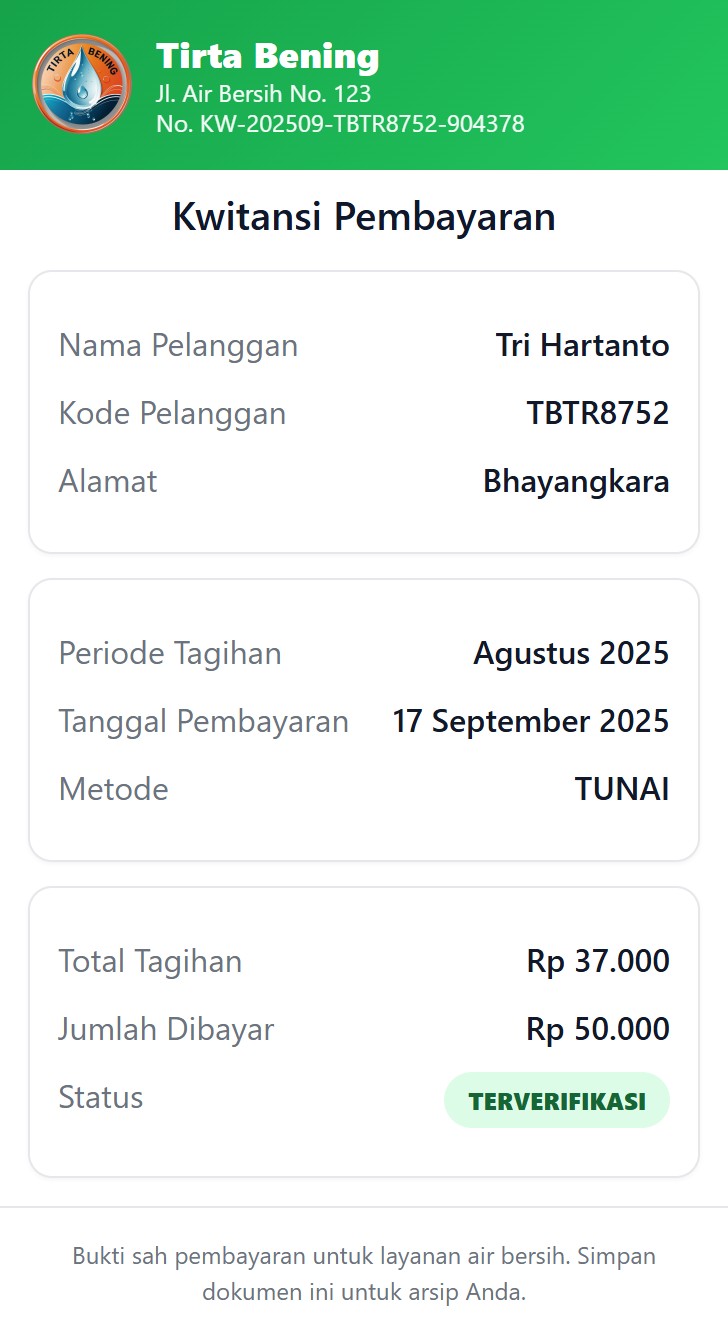 TIRTA BENING
Tirta Bening
Jl. Air Bersih No. 123
No. KW-202509-TBTR8752-904378
Kwitansi Pembayaran
Nama Pelanggan Tri Hartanto
Kode Pelanggan TBTR8752
Alamat Bhayangkara
Periode Tagihan Agustus 2025
Tanggal Pembayaran 17 September 2025
Metode TUNAI
Total Tagihan Rp 37.000
Jumlah Dibayar Rp 50.000
Status TERVERIFIKASI
Bukti sah pembayaran untuk layanan air bersih. Simpan
dokumen ini untuk arsip Anda.